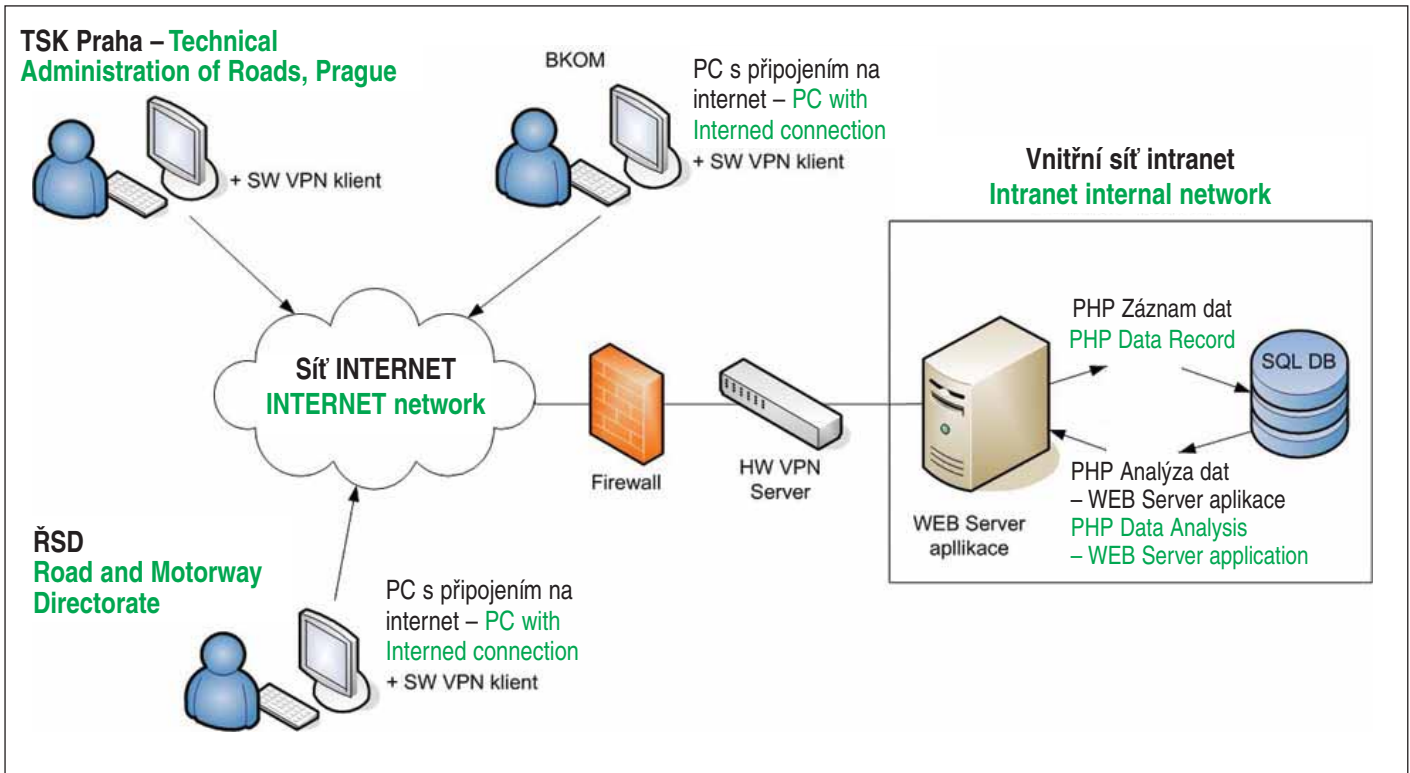 TSK Praha – Technical
Administration of Roads, Prague
+ SW VPN klient
BKOM
PC s připojením na
internet – PC with
Interned connection
+ SW VPN klient
Vnitřní síť intranet
Intranet internal network
Síť INTERNET
INTERNET network
Firewall
HW VPN
Server
WEB Server
apllikace
PHP Záznam dat
PHP Data Record
SQL DB
PHP Analýza dat
– WEB Server aplikace
PHP Data Analysis
– WEB Server application
ŘSD
Road and Motorway
Directorate
PC s připojením na
internet – PC with
Interned connection
+ SW VPN klient